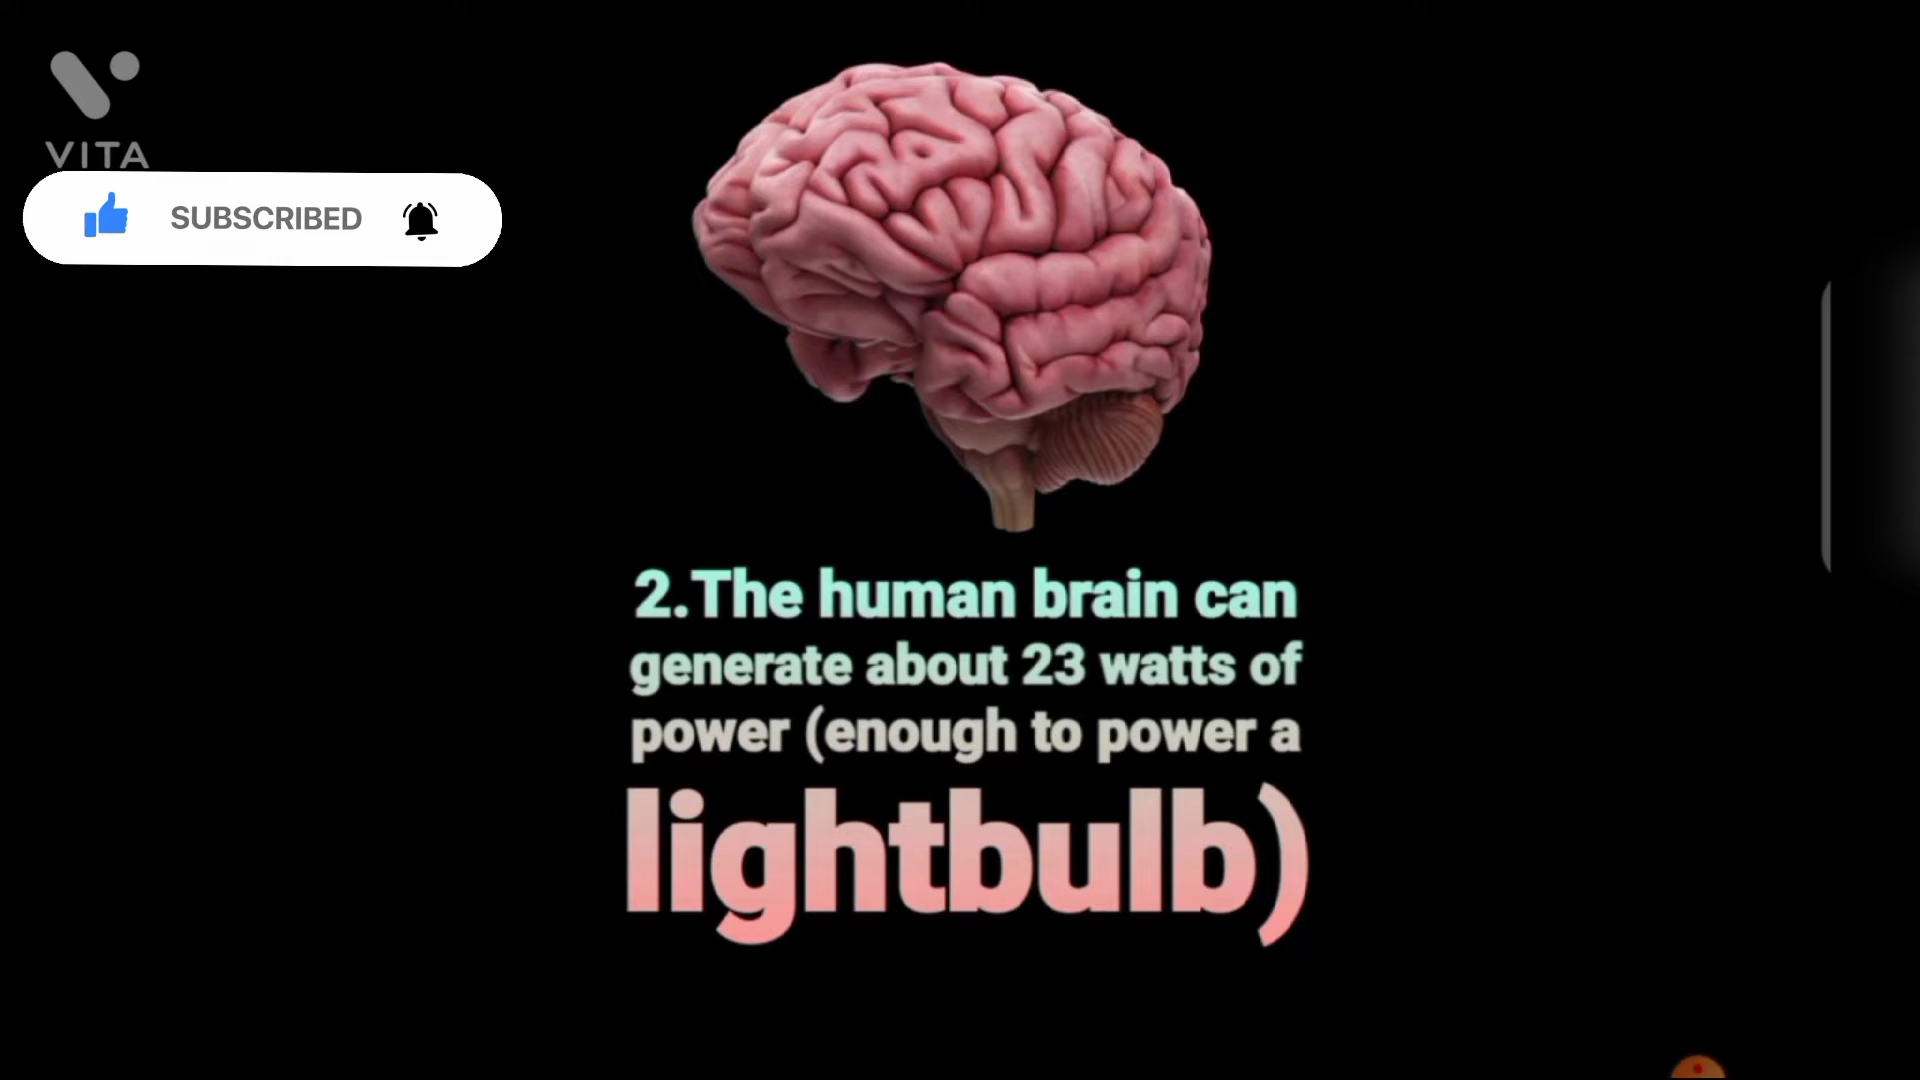 VITA
SUBSCRIBED
2.The human brain can
generate about 23 watts of
power (enough to power a
lightbulb)